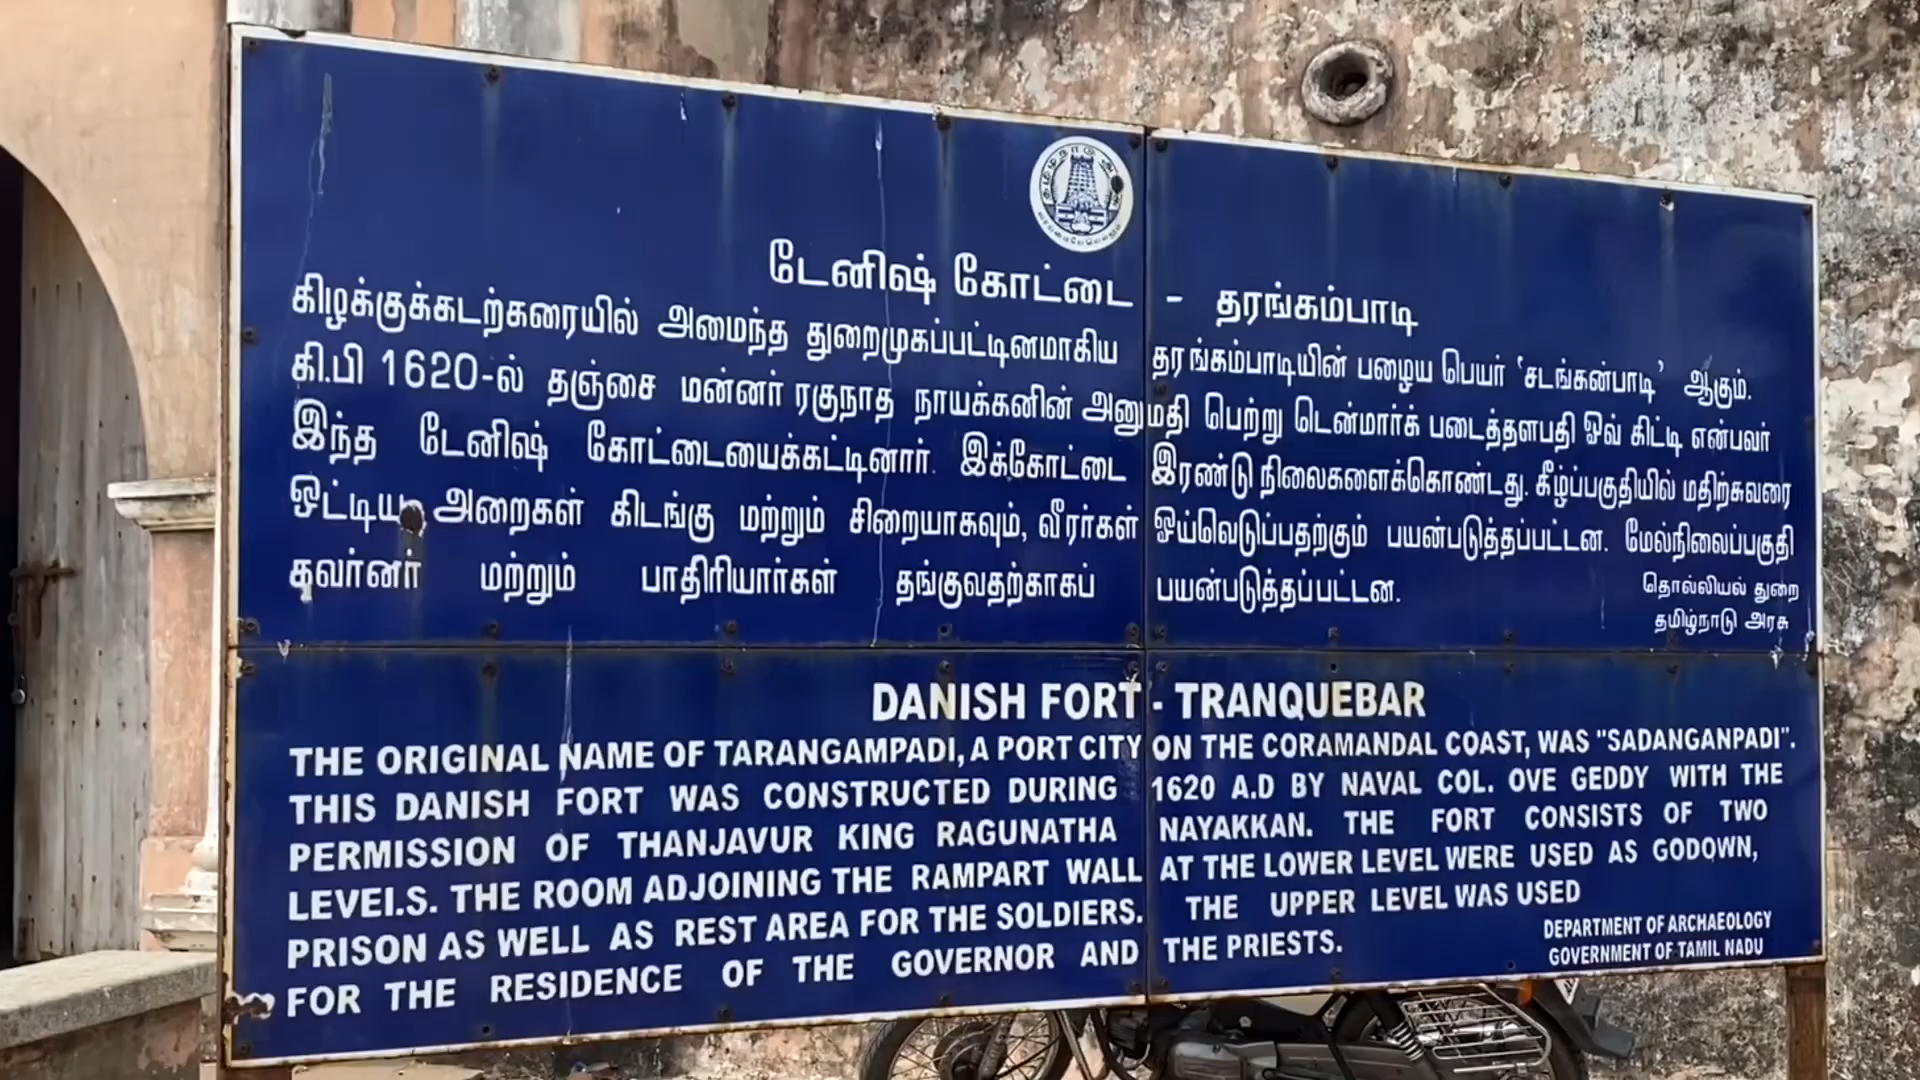 டேனிஷ் கோட்டை - தரங்கம்பாடி
கிழக்குக்கடற்கரையில் அமைந்த துறைமுகப்பட்டினமாகிய தரங்கம்பாடியின் பழைய பெயர் ‘சடங்கன்பாடி’ ஆகும்.
கி.பி 1620-ல் தஞ்சை மன்னர் ரகுநாத நாயக்கனின் அனுமதி பெற்று டென்மார்க் படைத்தளபதி ஓவ் கிட்டி என்பவர்
இந்த டேனிஷ் கோட்டையைக்கட்டினார். இக்கோட்டை இரண்டு நிலைகளைக்கொண்டது. கீழ்ப்பகுதியில் மதிற்சுவரை
ஒட்டிய அறைகள் கிடங்கு மற்றும் சிறையாகவும், வீரர்கள் ஓய்வெடுப்பதற்கும் பயன்படுத்தப்பட்டன. மேல்நிலைப்பகுதி
கவர்னர் மற்றும் பாதிரியார்கள் தங்குவதற்காகப் பயன்படுத்தப்பட்டன.
தொல்லியல் துறை
தமிழ்நாடு அரசு
DANISH FORT - TRANQUEBAR
THE ORIGINAL NAME OF TARANGAMPADI, A PORT CITY ON THE CORAMANDAL COAST, WAS "SADANGANPADI".
THIS DANISH FORT WAS CONSTRUCTED DURING 1620 A.D BY NAVAL COL. OVE GEDDY WITH THE
PERMISSION OF THANJAVUR KING RAGUNATHA NAYAKKAN. THE FORT CONSISTS OF TWO
LEVELS. THE ROOM ADJOINING THE RAMPART WALL AT THE LOWER LEVEL WERE USED AS GODOWN,
PRISON AS WELL AS REST AREA FOR THE SOLDIERS. THE UPPER LEVEL WAS USED
FOR THE RESIDENCE OF THE GOVERNOR AND THE PRIESTS.
DEPARTMENT OF ARCHAEOLOGY
GOVERNMENT OF TAMIL NADU